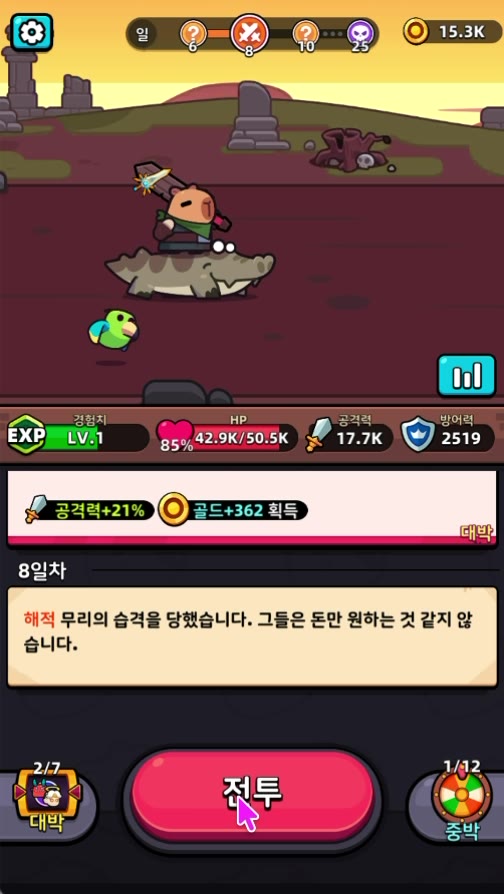 일
6
8
10
25
15.3K
경험치
EXP
LV.1
85%
HP
42.9K/50.5K
공격력
17.7K
방어력
2519
공격력+21%
골드+362 획득
대박
8일차
해적 무리의 습격을 당했습니다. 그들은 돈만 원하는 것 같지 않
습니다.
2/7
대박
전투
1/12
중박